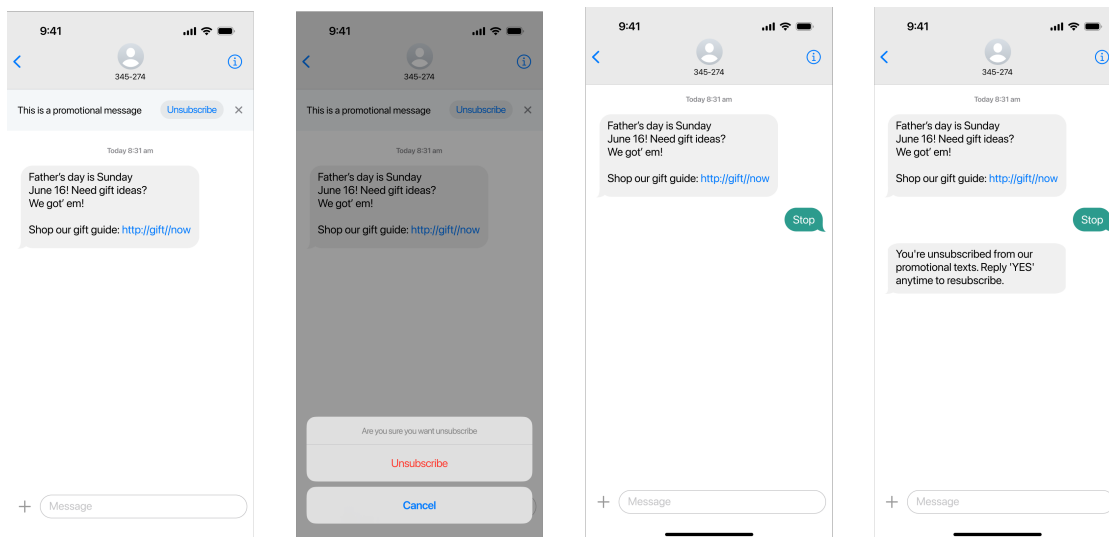 9:41
345-274
This is a promotional message Unsubscribe ×
Today 8:31 am
Father's day is Sunday
June 16! Need gift ideas?
We got' em!
Shop our gift guide: http://gift//now
Message
9:41
345-274
This is a promotional message Unsubscribe ×
Today 8:31 am
Father's day is Sunday
June 16! Need gift ideas?
We got' em!
Shop our gift guide: http://gift//now
Are you sure you want unsubscribe
Unsubscribe
Cancel
9:41
345-274
Today 8:31 am
Father's day is Sunday
June 16! Need gift ideas?
We got' em!
Shop our gift guide: http://gift//now
Stop
Message
9:41
345-274
Today 8:31 am
Father's day is Sunday
June 16! Need gift ideas?
We got' em!
Shop our gift guide: http://gift//now
Stop
You're unsubscribed from our
promotional texts. Reply 'YES'
anytime to resubscribe.
Message